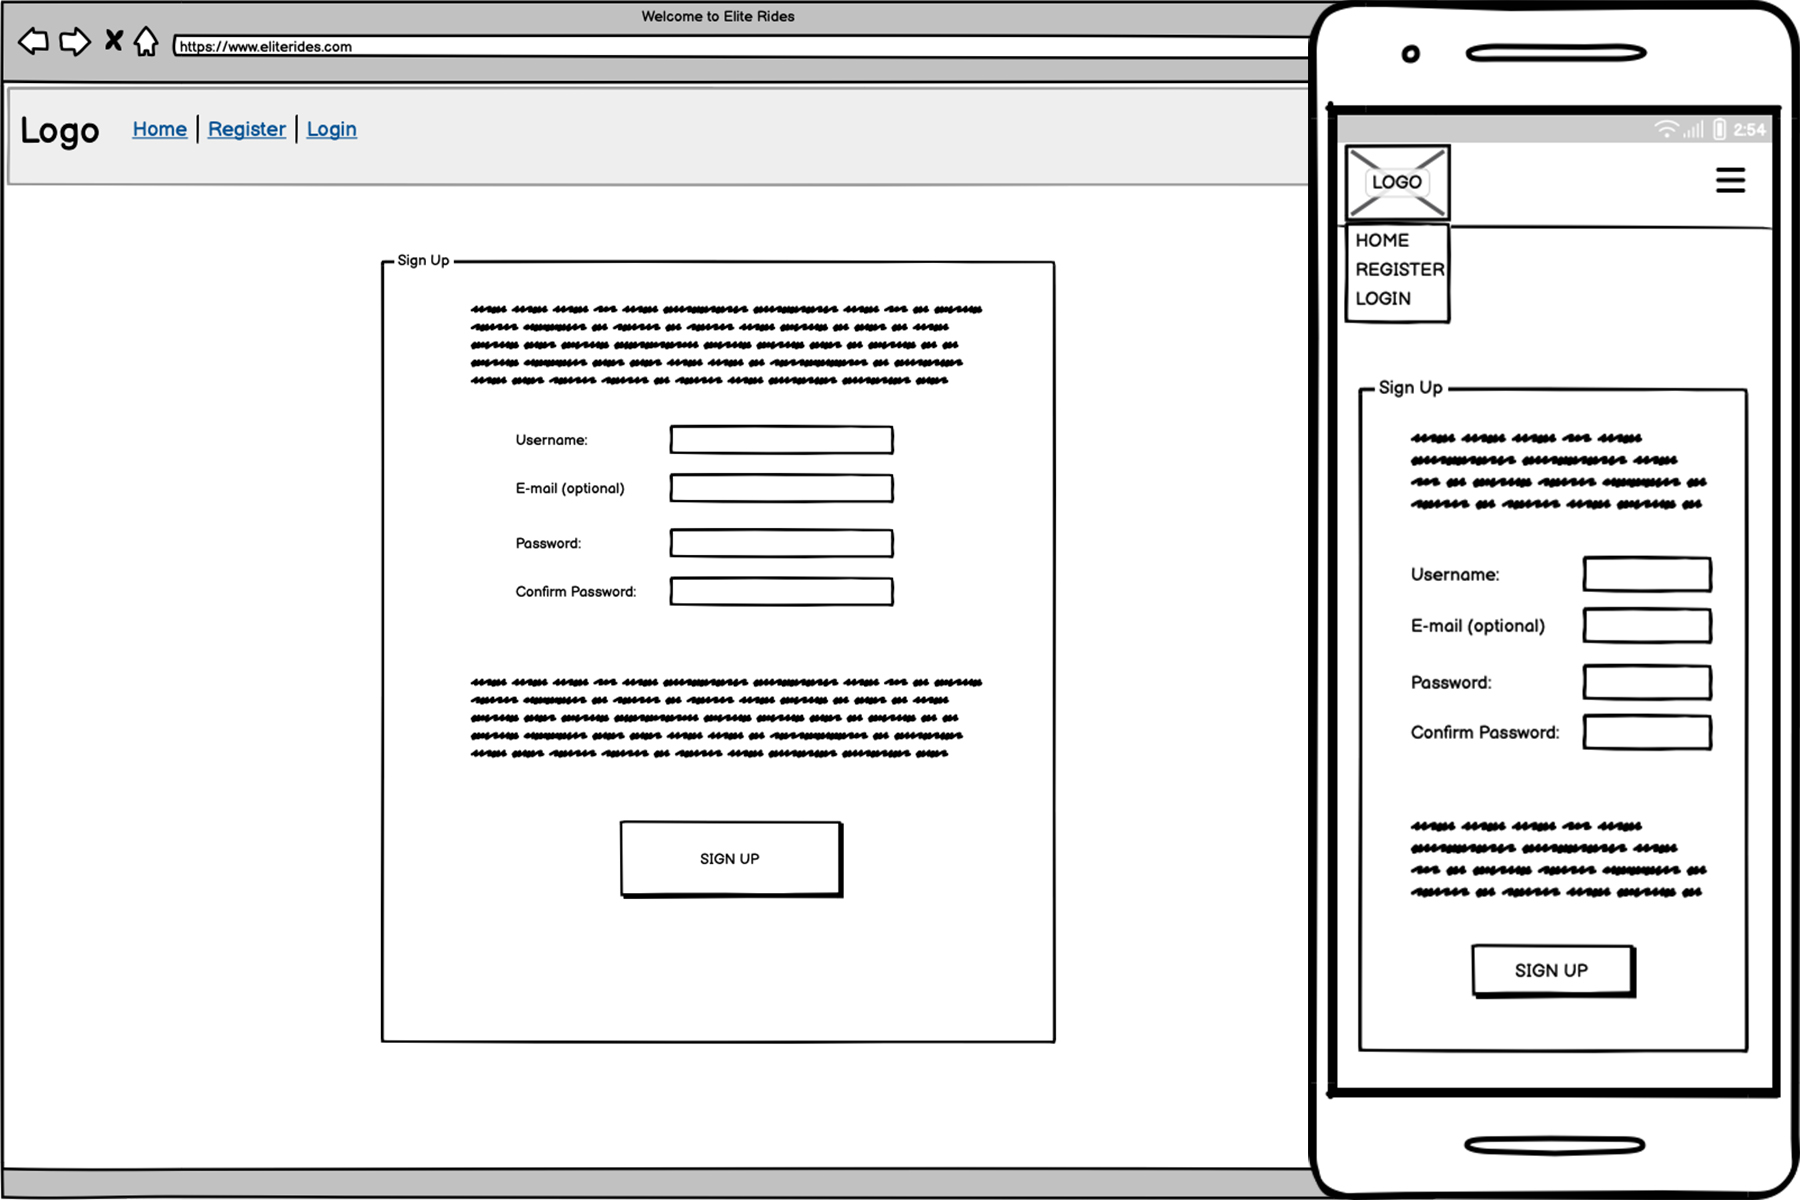 Welcome to Elite Rides
https://www.eliterides.com
Logo
Home
Register
Login
Sign Up
Username:
E-mail (optional)
Password:
Confirm Password:
SIGN UP
2:54
LOGO
HOME
REGISTER
LOGIN
Sign Up
Username:
E-mail (optional)
Password:
Confirm Password:
SIGN UP